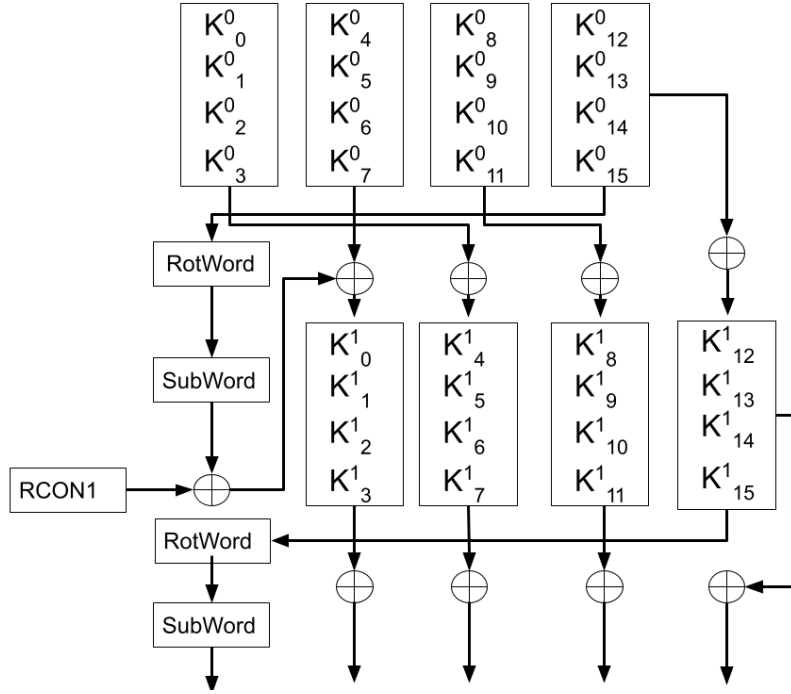 K⁰₀ K⁰₄ K⁰₈ K⁰₁₂
K⁰₁ K⁰₅ K⁰₉ K⁰₁₃
K⁰₂ K⁰₆ K⁰₁₀ K⁰₁₄
K⁰₃ K⁰₇ K⁰₁₁ K⁰₁₅
RotWord
K¹₀ K¹₄ K¹₈ K¹₁₂
K¹₁ K¹₅ K¹₉ K¹₁₃
K¹₂ K¹₆ K¹₁₀ K¹₁₄
K¹₃ K¹₇ K¹₁₁ K¹₁₅
SubWord
RCON1
RotWord
SubWord